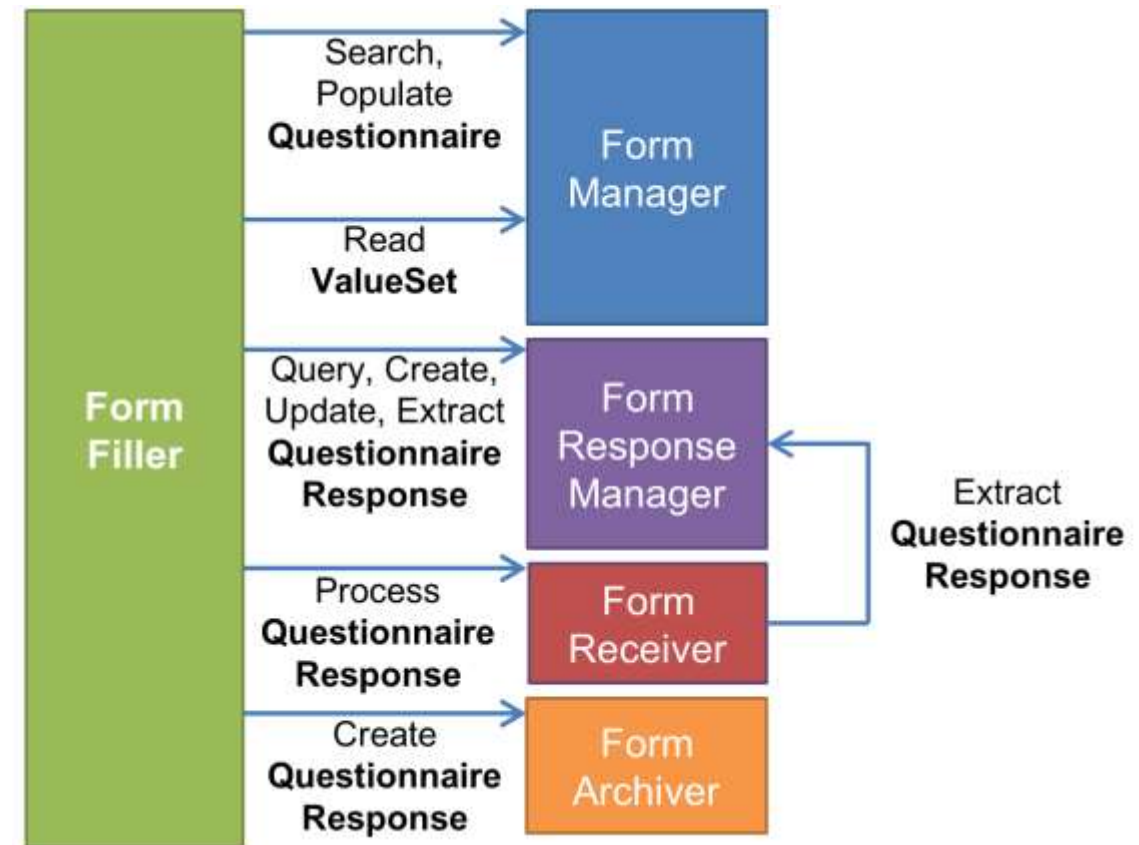 Form
Filler
Search,
Populate
Questionnaire
Read
ValueSet
Query, Create,
Update, Extract
Questionnaire
Response
Process
Questionnaire
Response
Create
Questionnaire
Response
Form
Manager
Form
Response
Manager
Form
Receiver
Form
Archiver
Extract
Questionnaire
Response